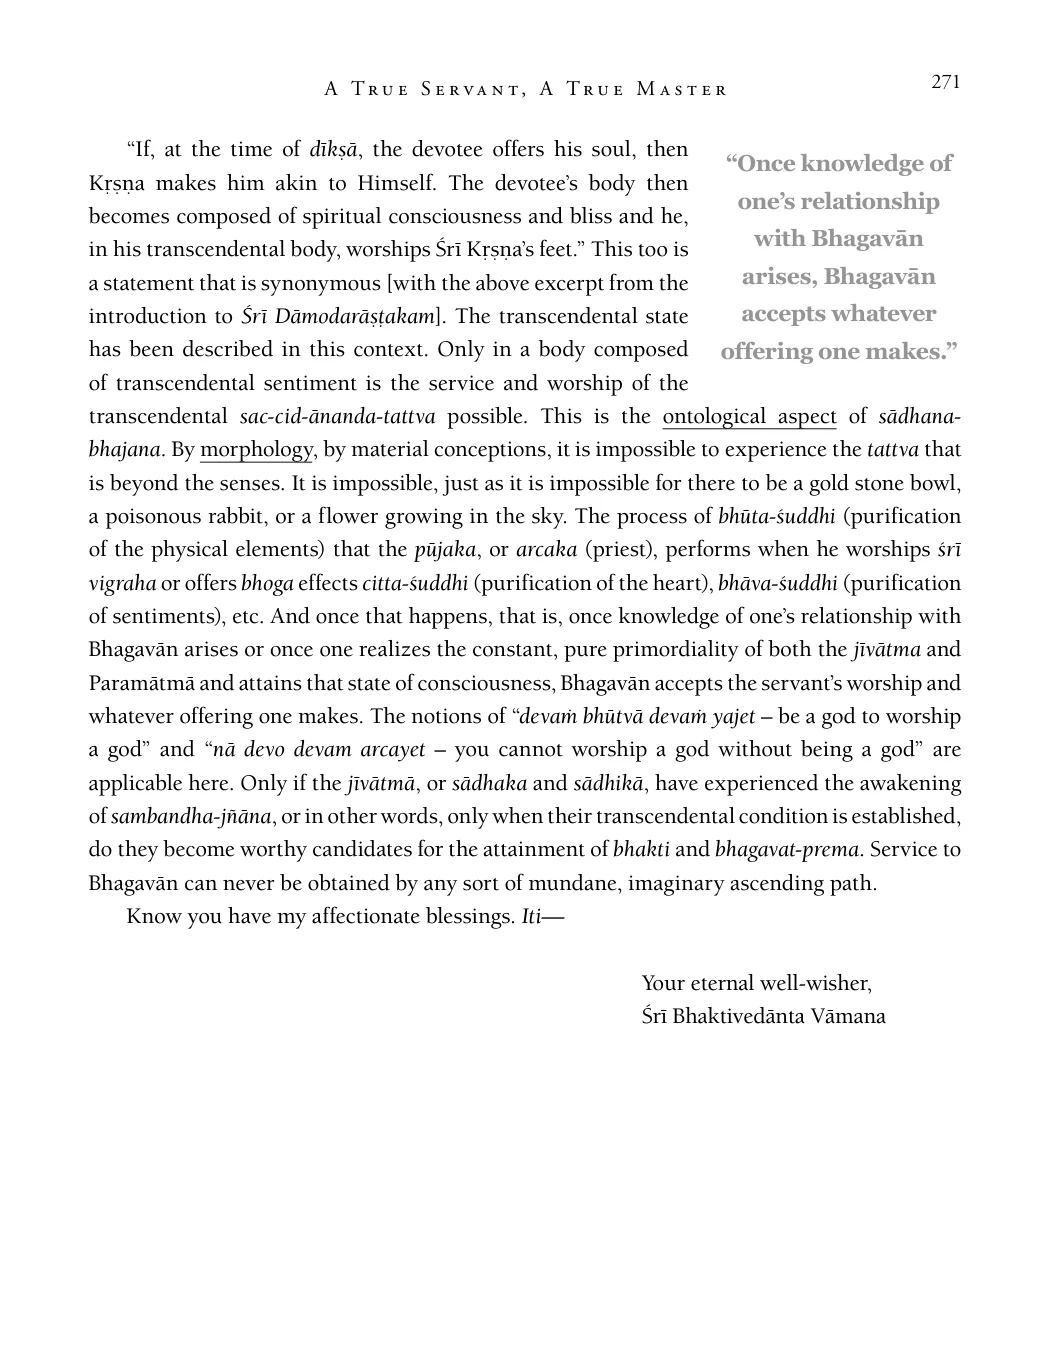 A True Servant, A True Master
271
“If, at the time of dīkṣā, the devotee offers his soul, then
Kṛṣṇa makes him akin to Himself. The devotee’s body then
becomes composed of spiritual consciousness and bliss and he,
in his transcendental body, worships Śrī Kṛṣṇa’s feet.” This too is
a statement that is synonymous [with the above excerpt from the
introduction to Śrī Dāmodarāṣṭakam]. The transcendental state
has been described in this context. Only in a body composed
of transcendental sentiment is the service and worship of the
“Once knowledge of
one’s relationship
with Bhagavān
arises, Bhagavān
accepts whatever
offering one makes.”
transcendental sac-cid-ānanda-tattva possible. This is the ontological aspect of sādhana-
bhajana. By morphology, by material conceptions, it is impossible to experience the tattva that
is beyond the senses. It is impossible, just as it is impossible for there to be a gold stone bowl,
a poisonous rabbit, or a flower growing in the sky. The process of bhūta-śuddhi (purification
of the physical elements) that the pūjaka, or arcaka (priest), performs when he worships śrī
vigraha or offers bhoga effects citta-śuddhi (purification of the heart), bhāva-śuddhi (purification
of sentiments), etc. And once that happens, that is, once knowledge of one’s relationship with
Bhagavān arises or once one realizes the constant, pure primordiality of both the jīvātma and
Paramātmā and attains that state of consciousness, Bhagavān accepts the servant’s worship and
whatever offering one makes. The notions of “devaṁ bhūtvā devaṁ yajet – be a god to worship
a god” and “nā devo devam arcayet – you cannot worship a god without being a god” are
applicable here. Only if the jīvātmā, or sādhaka and sādhikā, have experienced the awakening
of sambandha-jñāna, or in other words, only when their transcendental condition is established,
do they become worthy candidates for the attainment of bhakti and bhagavat-prema. Service to
Bhagavān can never be obtained by any sort of mundane, imaginary ascending path.
Know you have my affectionate blessings. Iti—
Your eternal well-wisher,
Śrī Bhaktivedānta Vāmana